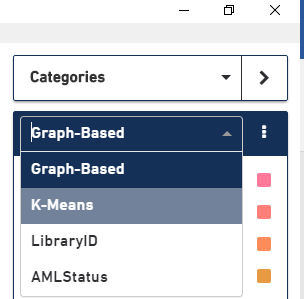 Categories
Graph-Based
Graph-Based
K-Means
LibraryID
AMLStatus